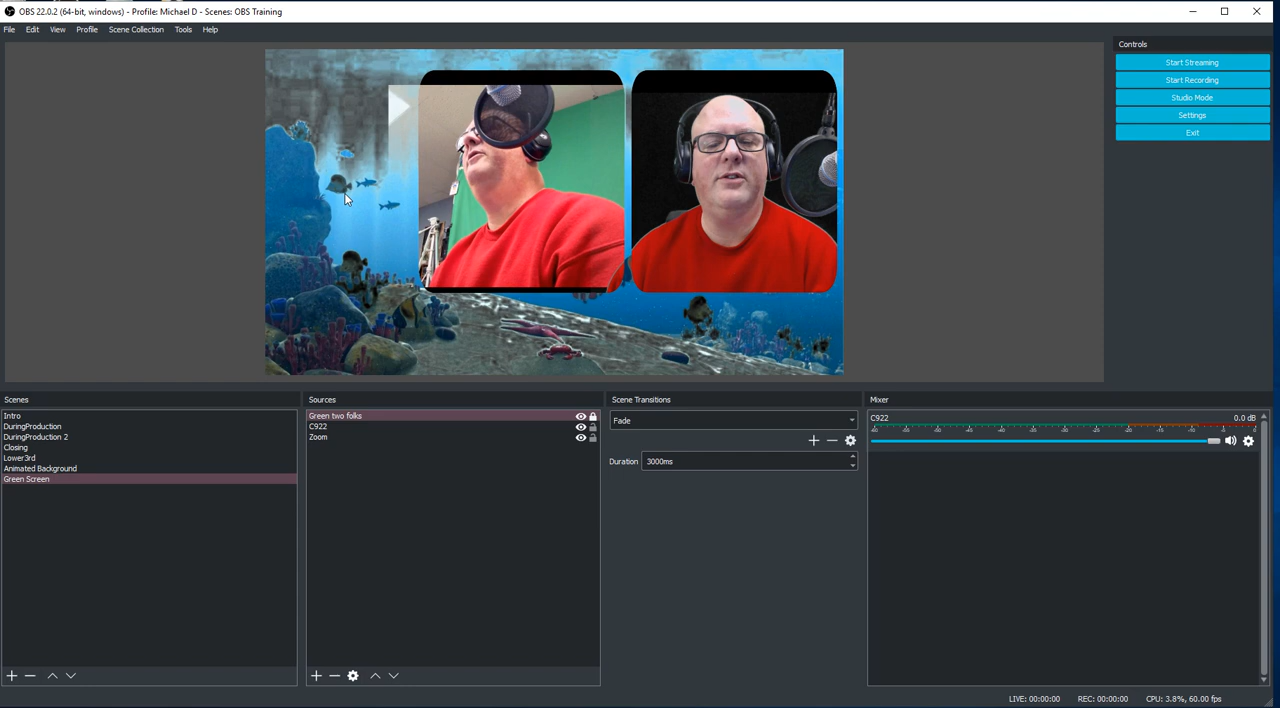 OBS 22.0.2 (64-bit, windows) - Profile: Michael D - Scenes: OBS Training
File Edit View Profile Scene Collection Tools Help
Controls
Start Streaming
Start Recording
Studio Mode
Settings
Exit
Scenes
Intro
DuringProduction
DuringProduction 2
Closing
Lower3rd
Animated Background
Green Screen
Sources
Green two folks
C922
Zoom
Scene Transitions
Fade
Duration 3000ms
Mixer
C922 0.0 dB
LIVE: 00:00:00 REC: 00:00:00 CPU: 3.8%, 60.00 fps